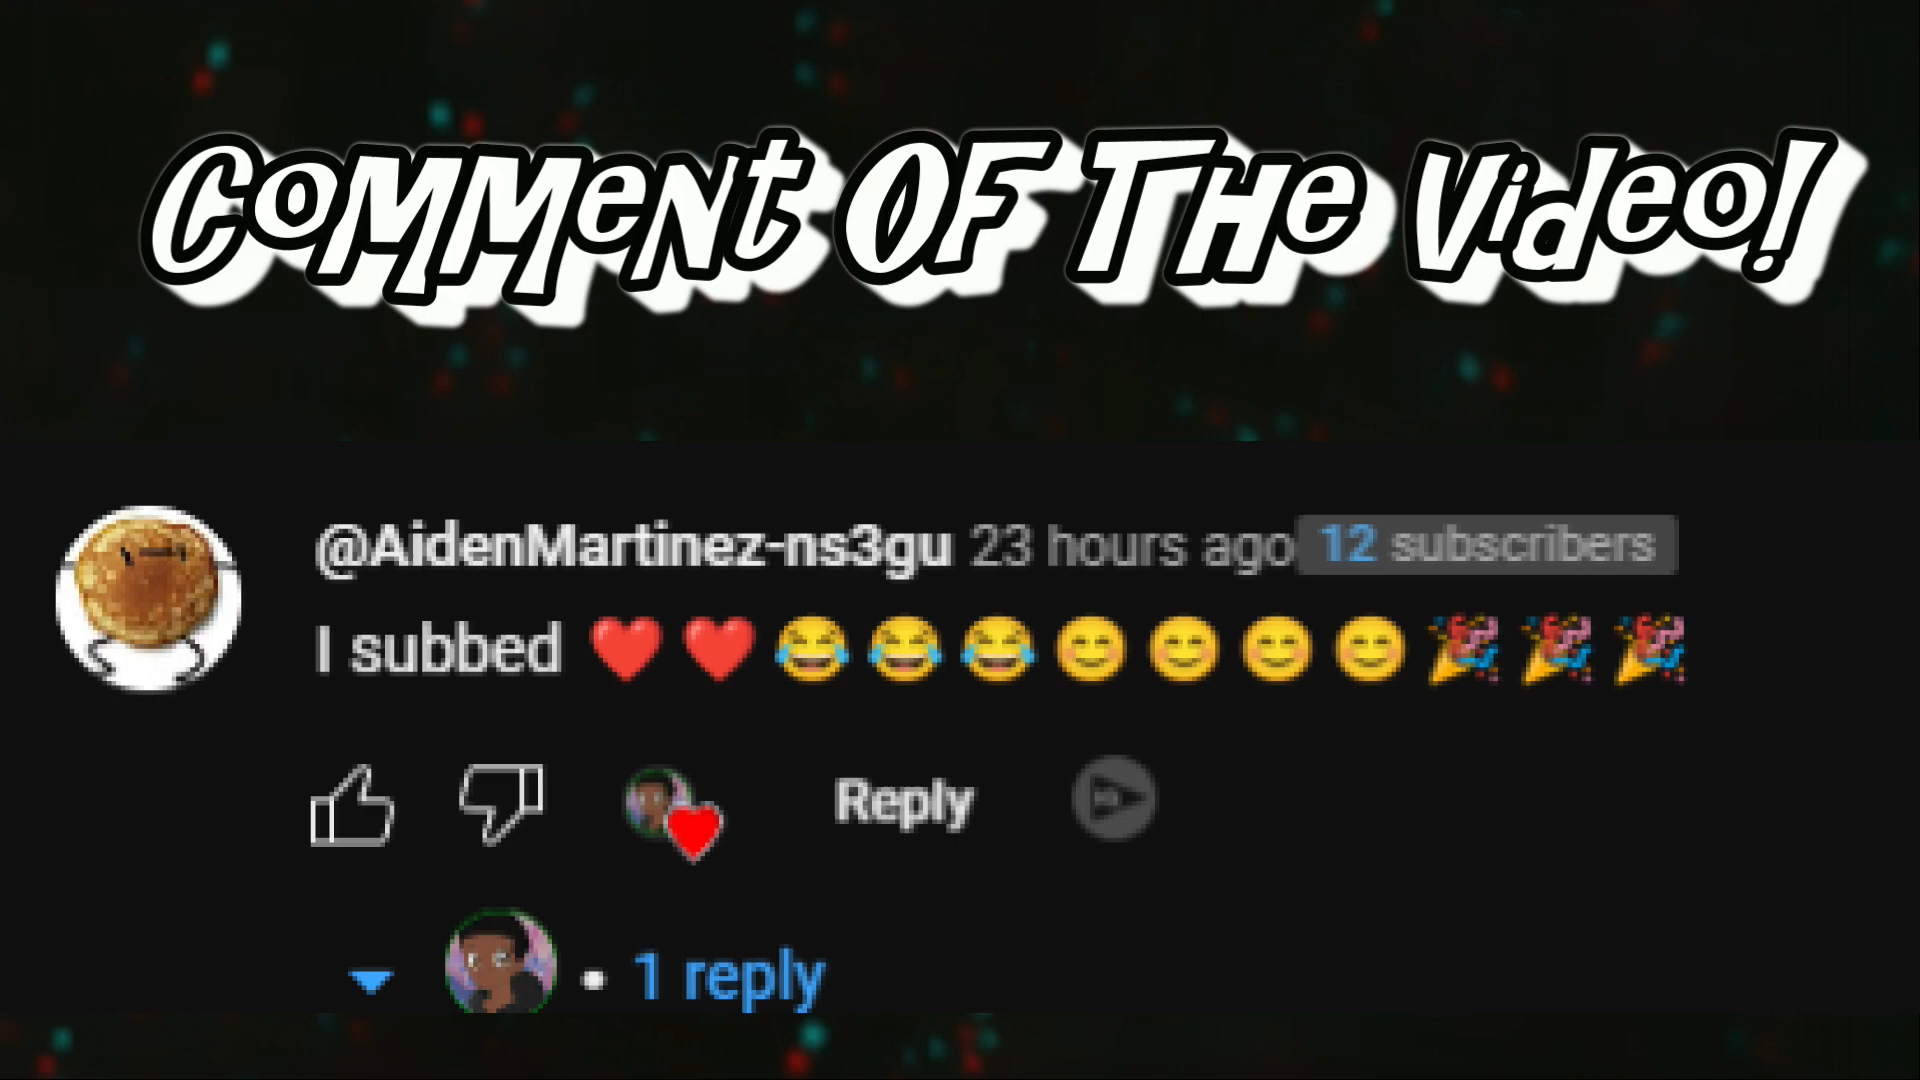 Comment OF The Video!
@AidenMartinez-ns3gu 23 hours ago 12 subscribers
I subbed ❤️ ❤️ 😂 😂 😂 😊 😊 😊 😊 🎉 🎉 🎉
Reply
• 1 reply